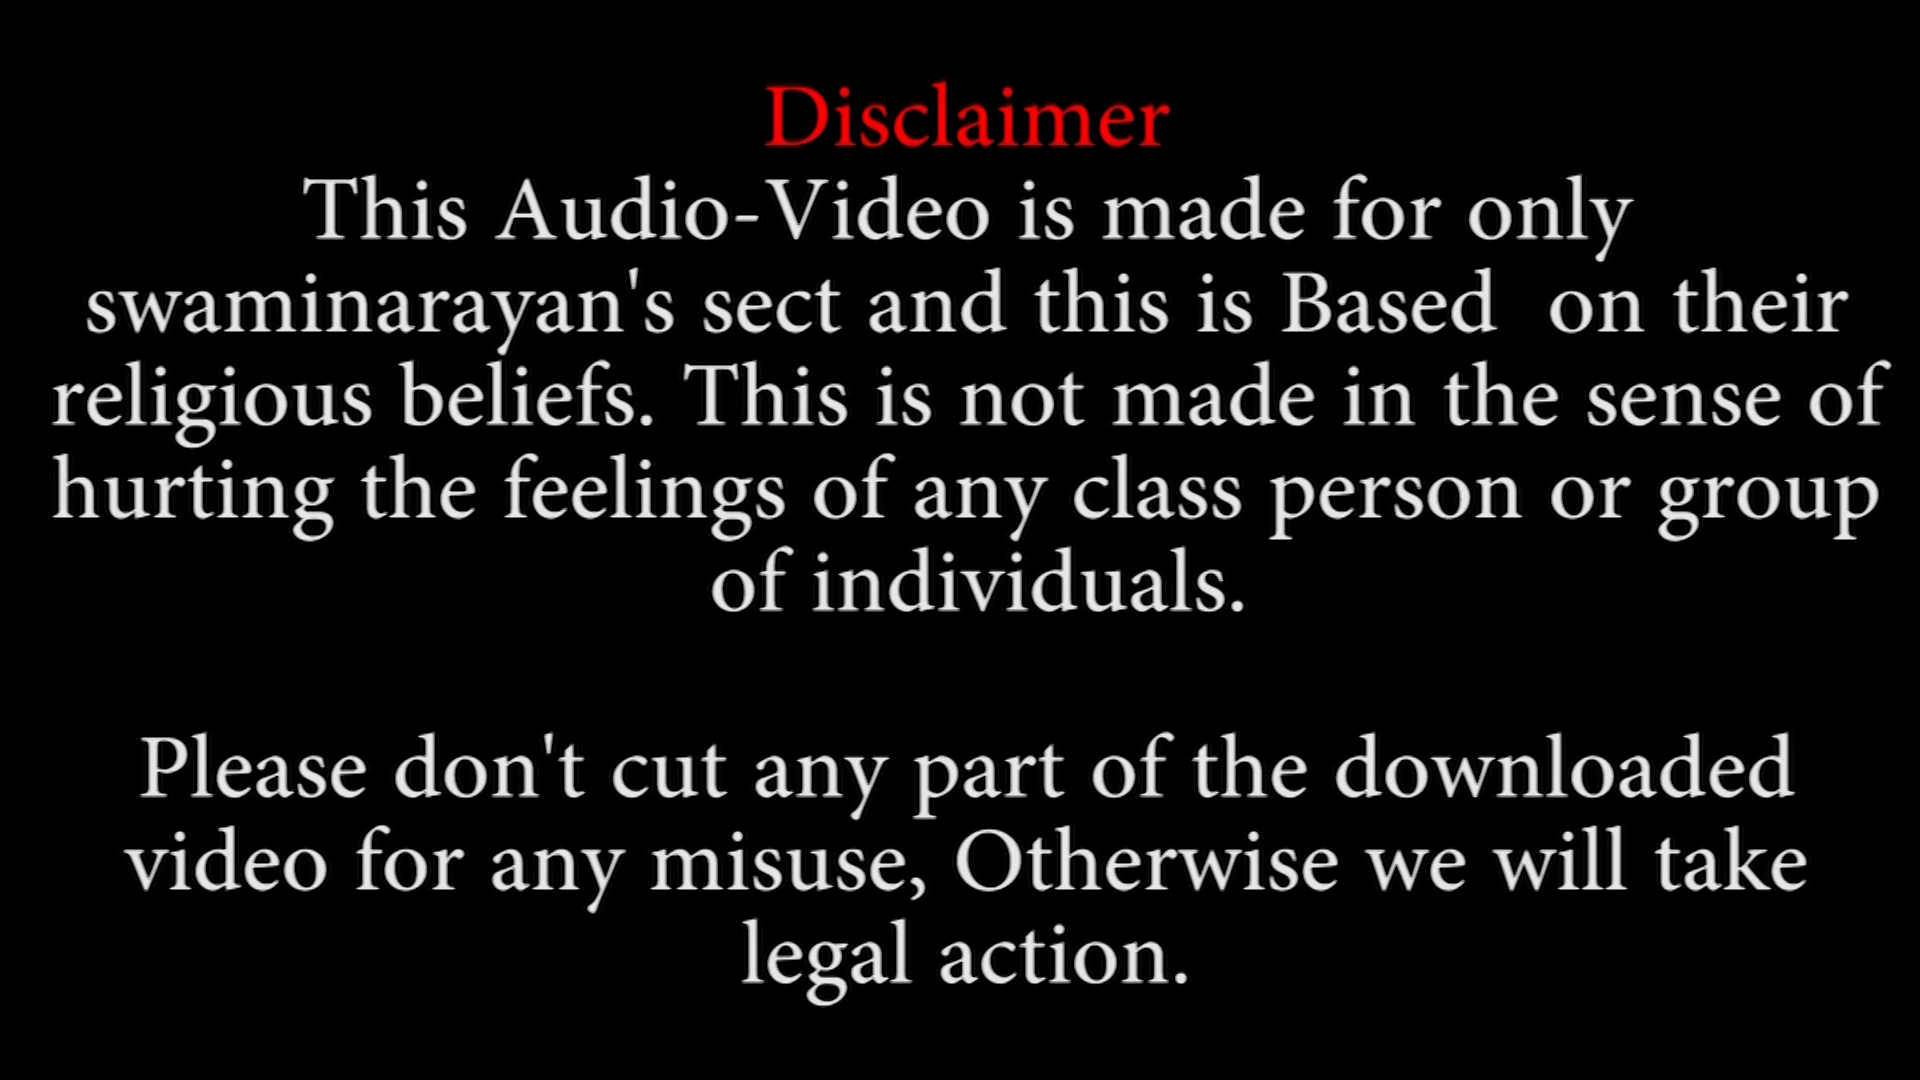 Disclaimer
This Audio-Video is made for only
swaminarayan's sect and this is Based  on their
religious beliefs. This is not made in the sense of
hurting the feelings of any class person or group
of individuals.
Please don't cut any part of the downloaded
video for any misuse, Otherwise we will take
legal action.